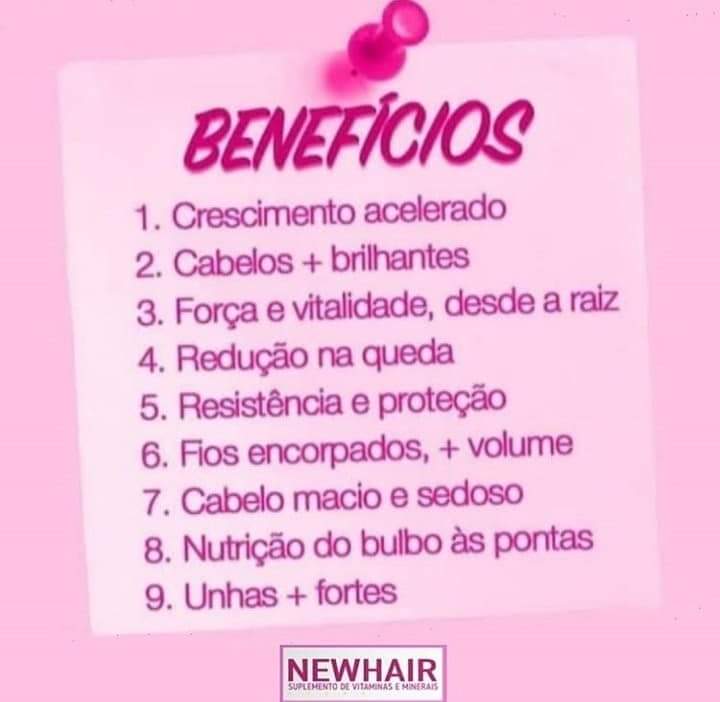 BENEFÍCIOS
1. Crescimento acelerado
2. Cabelos + brilhantes
3. Força e vitalidade, desde a raiz
4. Redução na queda
5. Resistência e proteção
6. Fios encorpados, + volume
7. Cabelo macio e sedoso
8. Nutrição do bulbo às pontas
9. Unhas + fortes
NEWHAIR
SUPLEMENTO DE VITAMINAS E MINERAIS